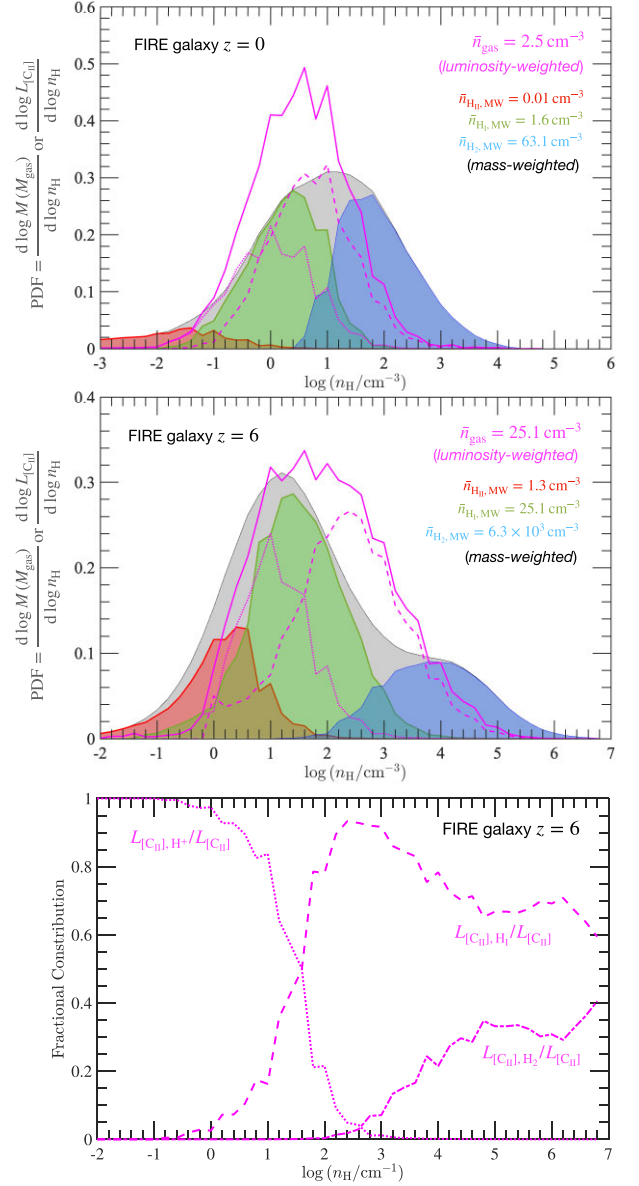 FIRE galaxy z = 0
n̄gas = 2.5 cm−3
(luminosity-weighted)
n̄HII, MW = 0.01 cm−3
n̄HI, MW = 1.6 cm−3
n̄H2, MW = 63.1 cm−3
(mass-weighted)
PDF = d log M (Mgas) / d log nH or d log L[CII] / d log nH
0.6
0.5
0.4
0.3
0.2
0.1
0
-3 -2 -1 0 1 2 3 4 5 6
log (nH/cm−3)
FIRE galaxy z = 6
n̄gas = 25.1 cm−3
(luminosity-weighted)
n̄HII, MW = 1.3 cm−3
n̄HI, MW = 25.1 cm−3
n̄H2, MW = 6.3 × 10³ cm−3
(mass-weighted)
PDF = d log M (Mgas) / d log nH or d log L[CII] / d log nH
0.4
0.3
0.2
0.1
0
-2 -1 0 1 2 3 4 5 6 7
log (nH/cm−3)
FIRE galaxy z = 6
L[CII], H+/L[CII]
L[CII], HI/L[CII]
L[CII], H2/L[CII]
Fractional Constribution
1
0.8
0.6
0.4
0.2
0
-2 -1 0 1 2 3 4 5 6 7
log (nH/cm−1)